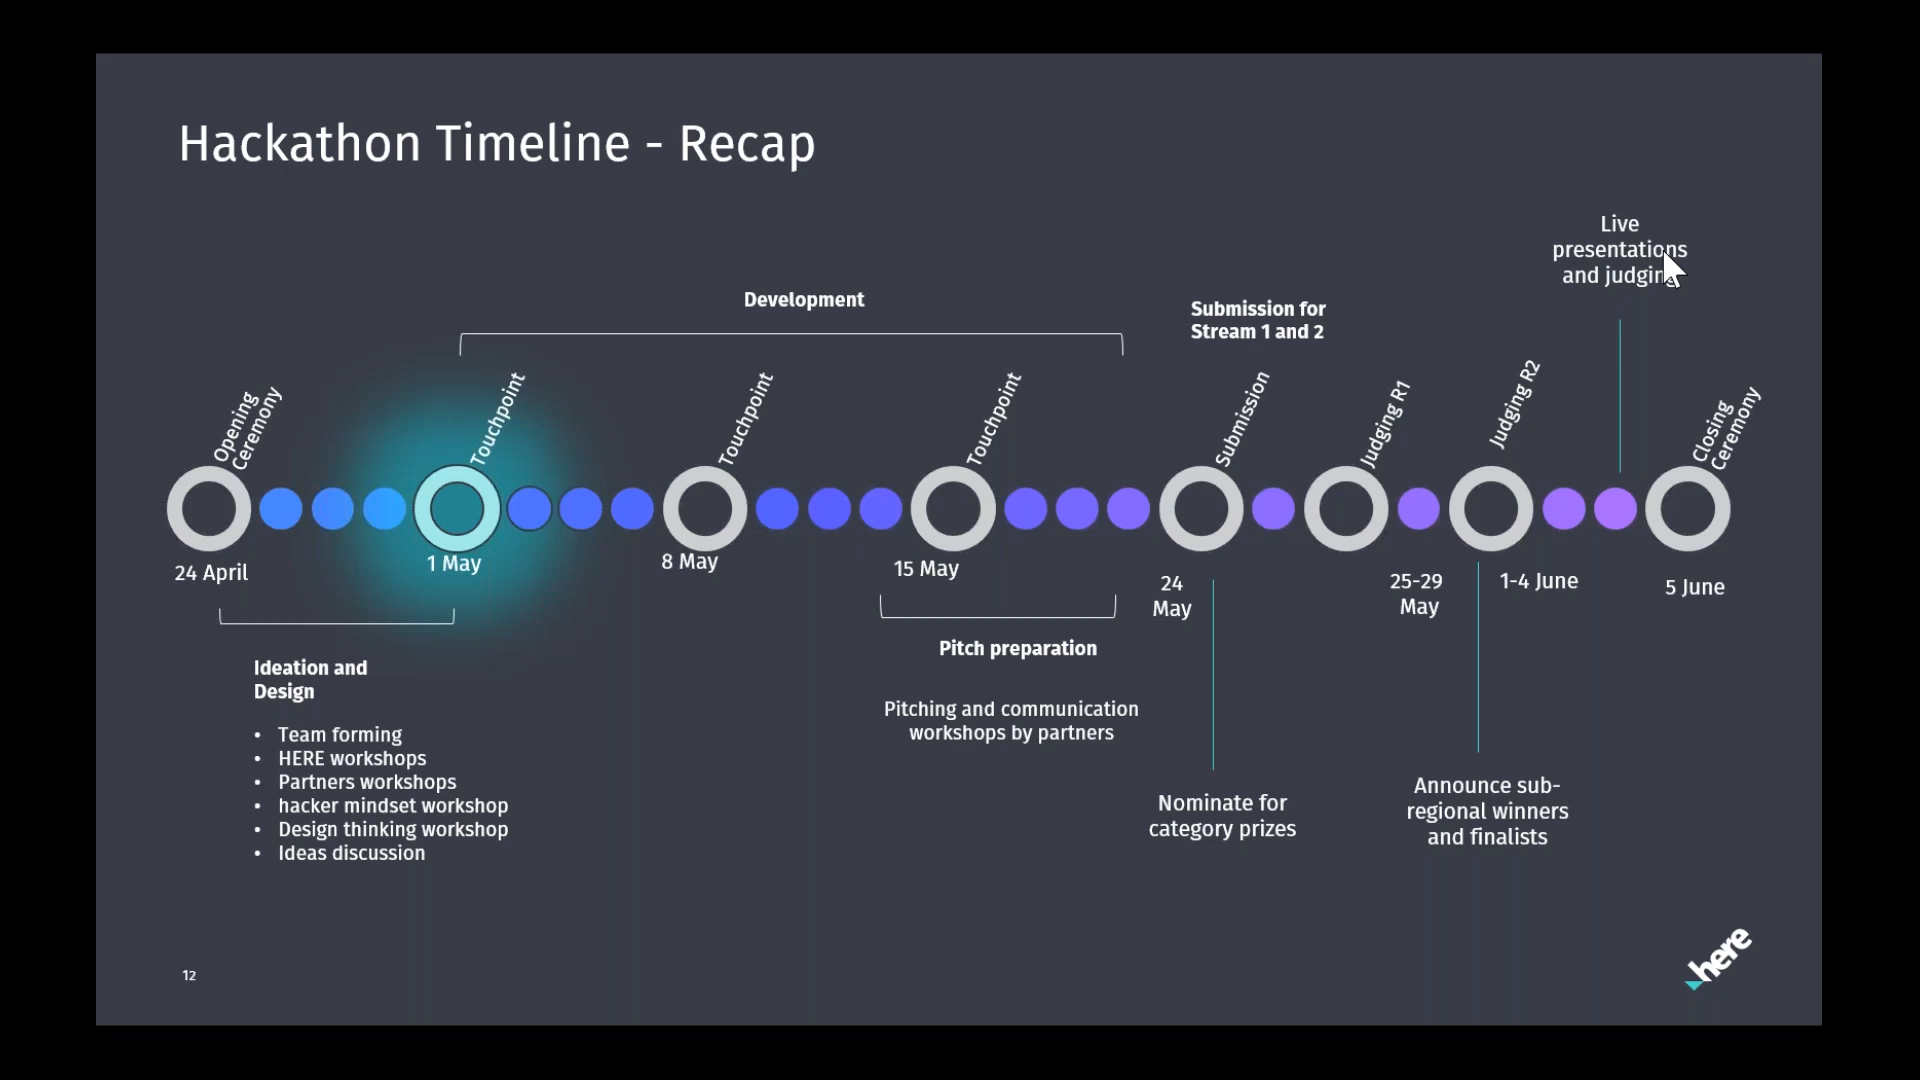 Hackathon Timeline - Recap
Live
presentations
and judging
Development
Submission for
Stream 1 and 2
Opening
Ceremony
Touchpoint
Touchpoint
Touchpoint
Submission
Judging R1
Judging R2
Closing
Ceremony
24 April
1 May
8 May
15 May
24
May
25-29
May
1-4 June
5 June
Ideation and
Design
• Team forming
• HERE workshops
• Partners workshops
• hacker mindset workshop
• Design thinking workshop
• Ideas discussion
Pitch preparation
Pitching and communication
workshops by partners
Nominate for
category prizes
Announce sub-
regional winners
and finalists
12
here